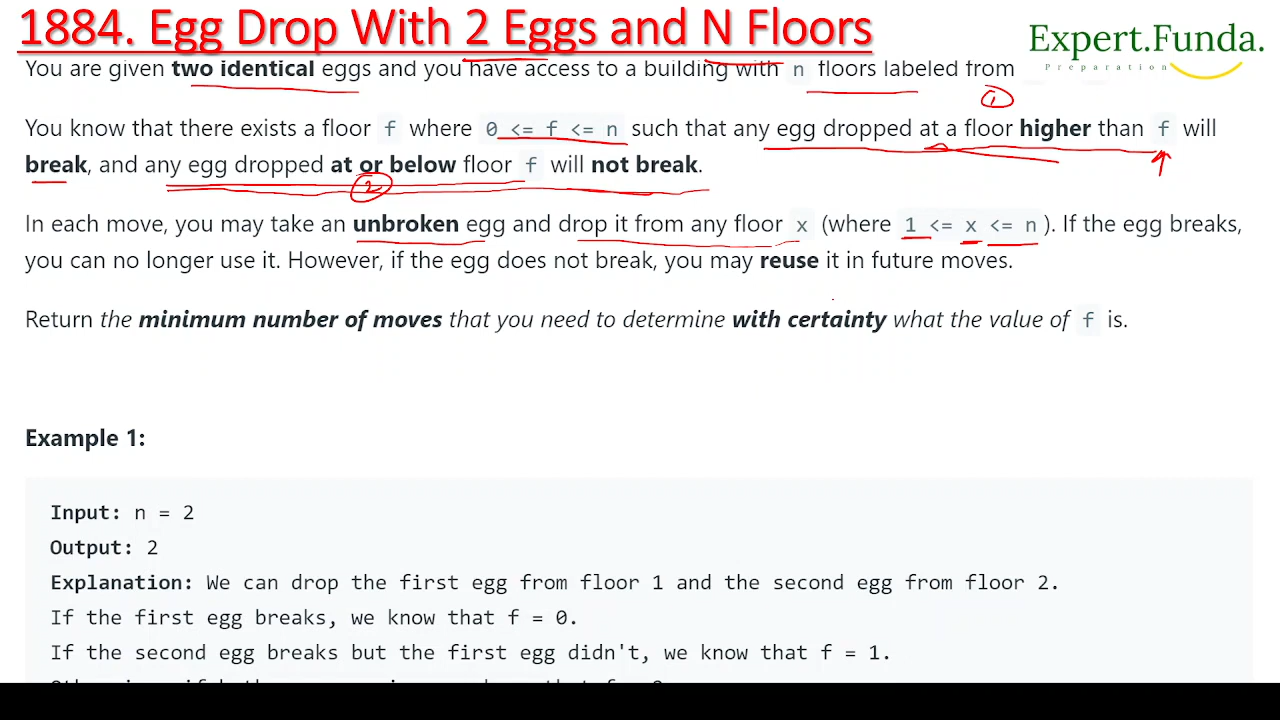 1884. Egg Drop With 2 Eggs and N Floors
Expert.Funda.
Preparation
You are given two identical eggs and you have access to a building with n floors labeled from
1
You know that there exists a floor f where 0 <= f <= n such that any egg dropped at a floor higher than f will
break, and any egg dropped at or below floor f will not break.
2
In each move, you may take an unbroken egg and drop it from any floor x (where 1 <= x <= n ). If the egg breaks,
you can no longer use it. However, if the egg does not break, you may reuse it in future moves.
Return the minimum number of moves that you need to determine with certainty what the value of f is.
Example 1:
Input: n = 2
Output: 2
Explanation: We can drop the first egg from floor 1 and the second egg from floor 2.
If the first egg breaks, we know that f = 0.
If the second egg breaks but the first egg didn't, we know that f = 1.